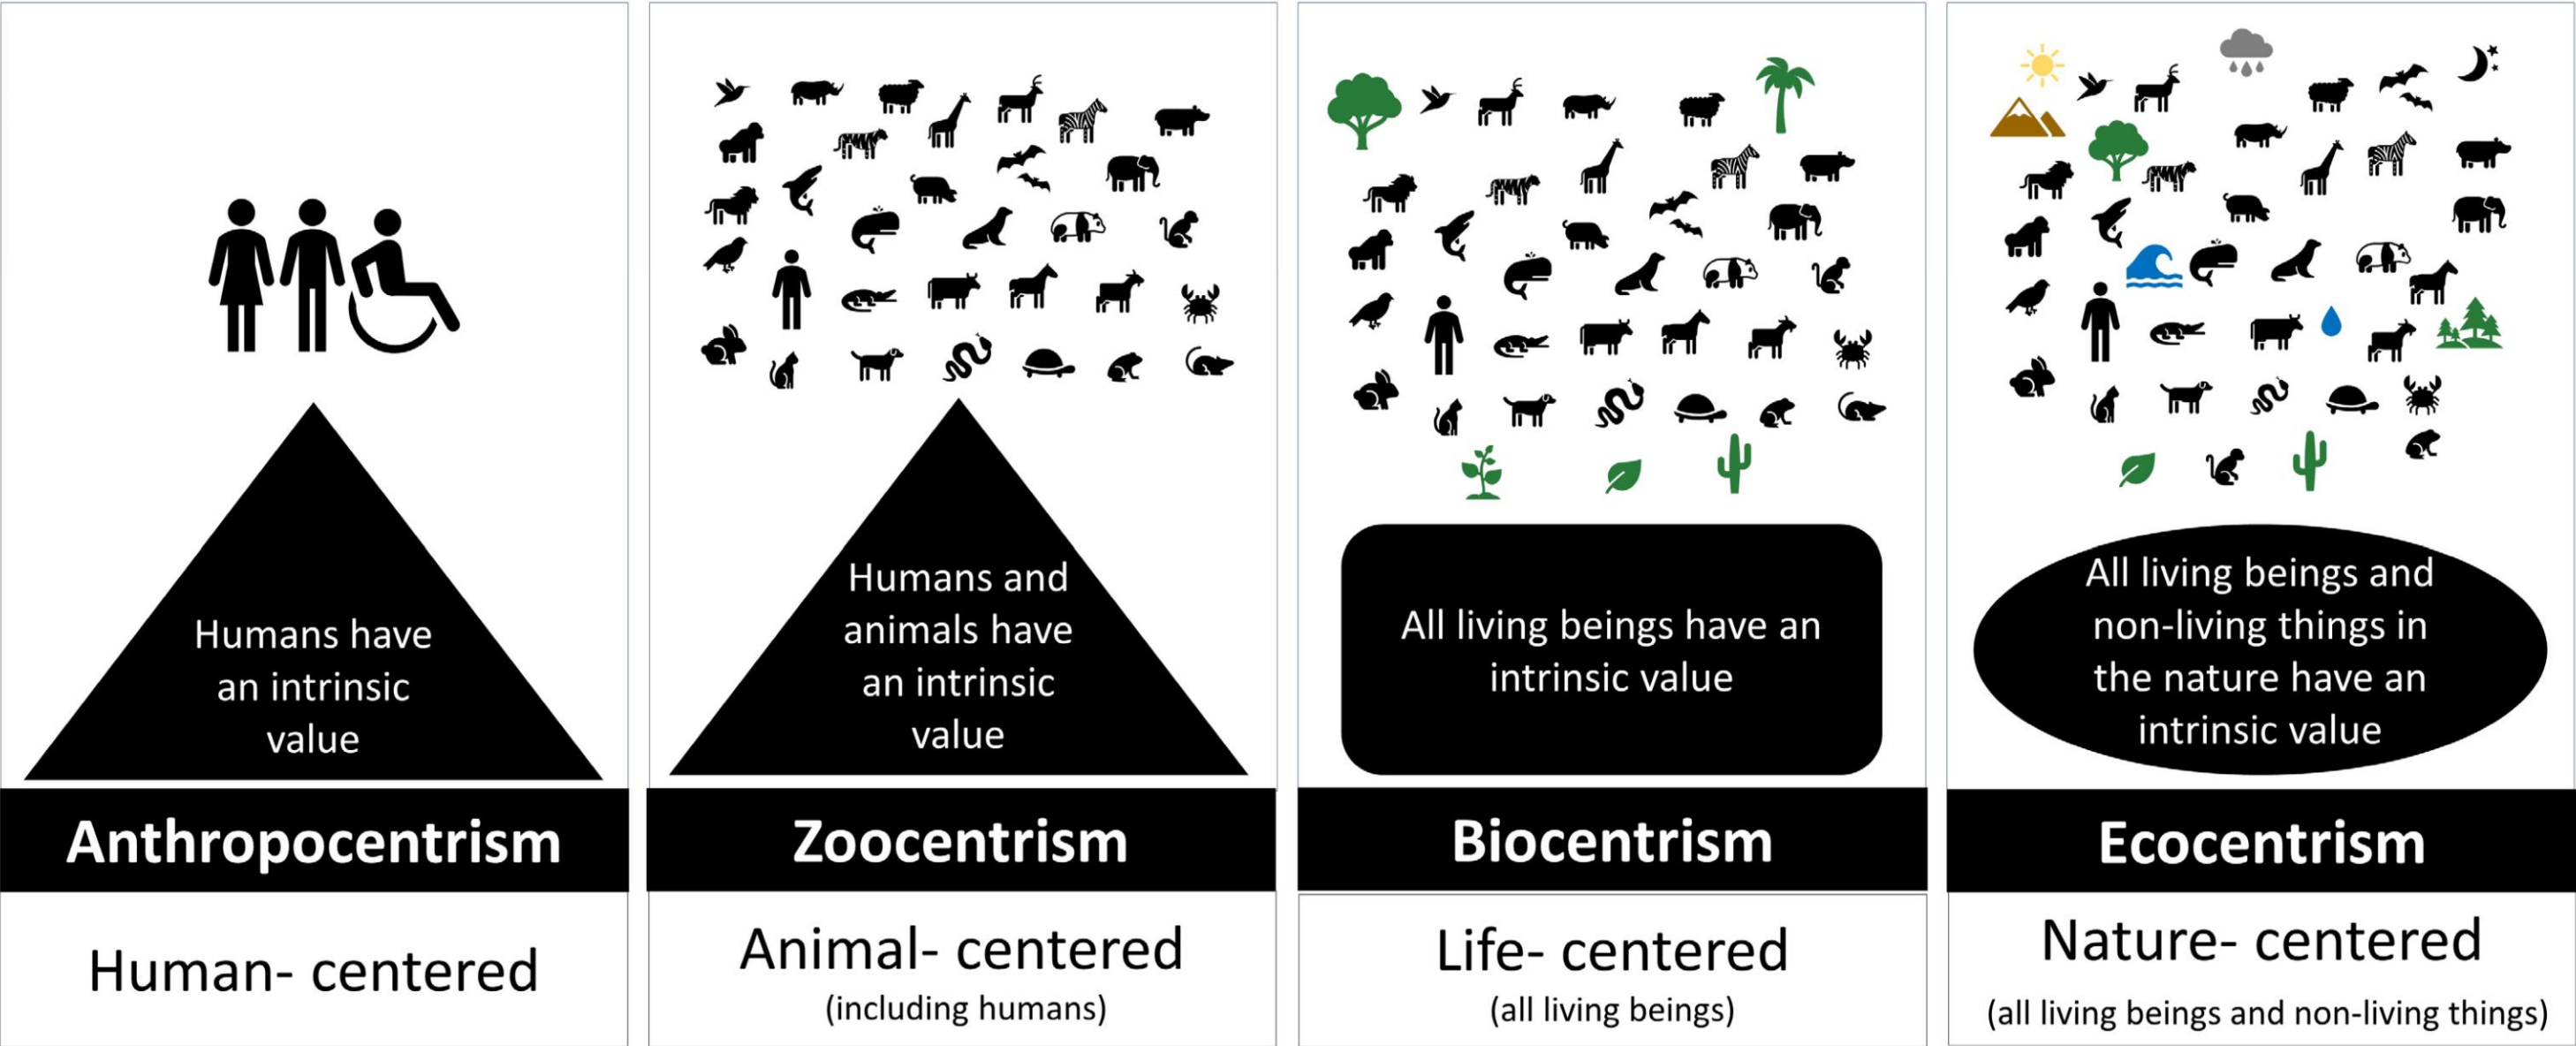 Humans have
an intrinsic
value
Anthropocentrism
Human- centered
Humans and
animals have
an intrinsic
value
Zoocentrism
Animal- centered
(including humans)
All living beings have an
intrinsic value
Biocentrism
Life- centered
(all living beings)
All living beings and
non-living things in
the nature have an
intrinsic value
Ecocentrism
Nature- centered
(all living beings and non-living things)